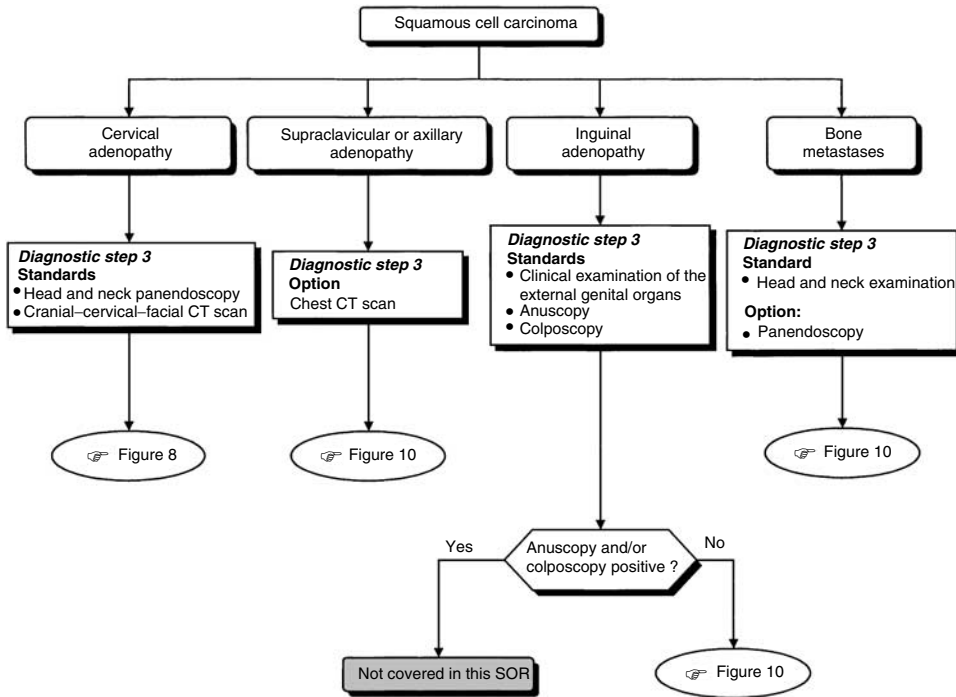 Squamous cell carcinoma
Cervical
adenopathy
Supraclavicular or axillary
adenopathy
Inguinal
adenopathy
Bone
metastases
Diagnostic step 3
Standards
• Head and neck panendoscopy
• Cranial–cervical–facial CT scan
Diagnostic step 3
Option
Chest CT scan
Diagnostic step 3
Standards
• Clinical examination of the
external genital organs
• Anuscopy
• Colposcopy
Diagnostic step 3
Standard
• Head and neck examination
Option:
• Panendoscopy
☞ Figure 8
☞ Figure 10
☞ Figure 10
Yes
Anuscopy and/or
colposcopy positive ?
No
Not covered in this SOR
☞ Figure 10